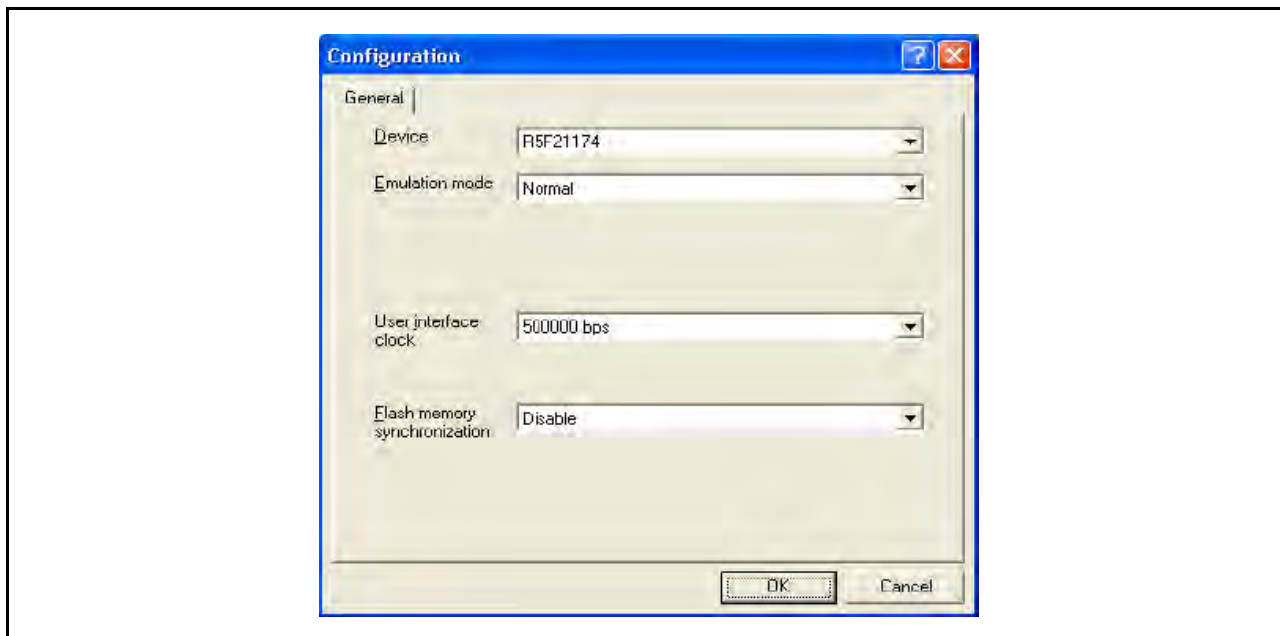 Configuration
General
Device
R5F21174
Emulation mode
Normal
User interface
clock
500000 bps
Flash memory
synchronization
Disable
OK
Cancel